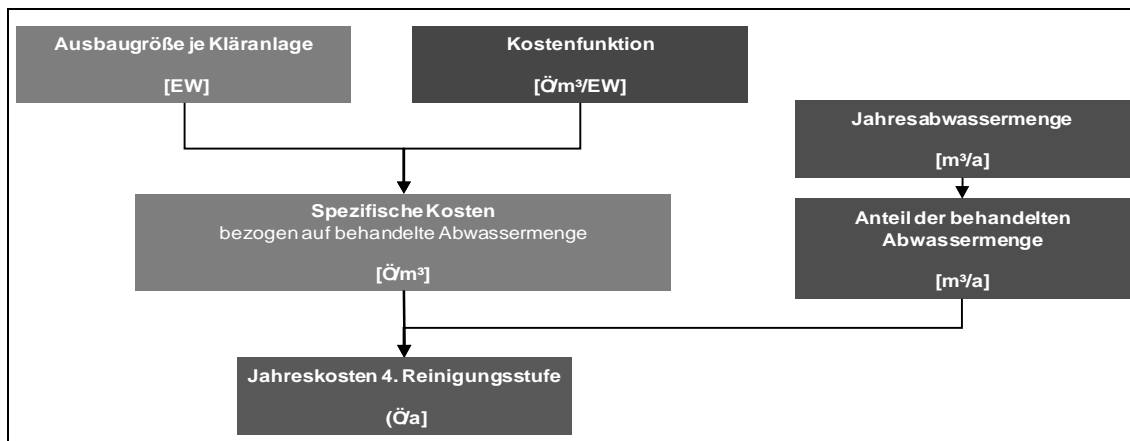 Ausbaugröße je Kläranlage
[EW]
Kostenfunktion
[Ö/m³/EW]
Jahresabwassermenge
[m³/a]
Spezifische Kosten
bezogen auf behandelte Abwassermenge
[Ö/m³]
Anteil der behandelten
Abwassermenge
[m³/a]
Jahreskosten 4. Reinigungsstufe
(Ö/a]